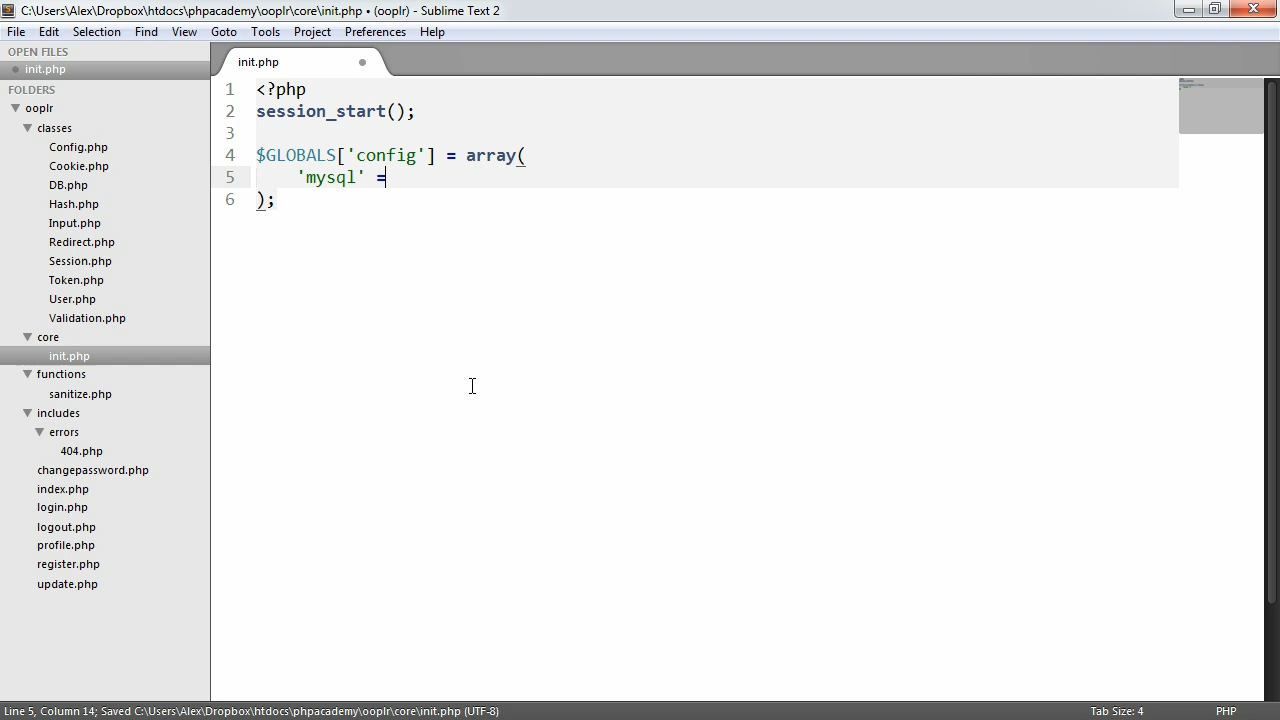 C:\Users\Alex\Dropbox\htdocs\phpacademy\ooplr\core\init.php • (ooplr) - Sublime Text 2
File Edit Selection Find View Goto Tools Project Preferences Help
OPEN FILES
init.php
FOLDERS
ooplr
classes
Config.php
Cookie.php
DB.php
Hash.php
Input.php
Redirect.php
Session.php
Token.php
User.php
Validation.php
core
init.php
functions
sanitize.php
includes
errors
404.php
changepassword.php
index.php
login.php
logout.php
profile.php
register.php
update.php
init.php
1 <?php
2 session_start();
3
4 $GLOBALS['config'] = array(
5 'mysql' =
6 );
Line 5, Column 14; Saved C:\Users\Alex\Dropbox\htdocs\phpacademy\ooplr\core\init.php (UTF-8)
Tab Size: 4
PHP